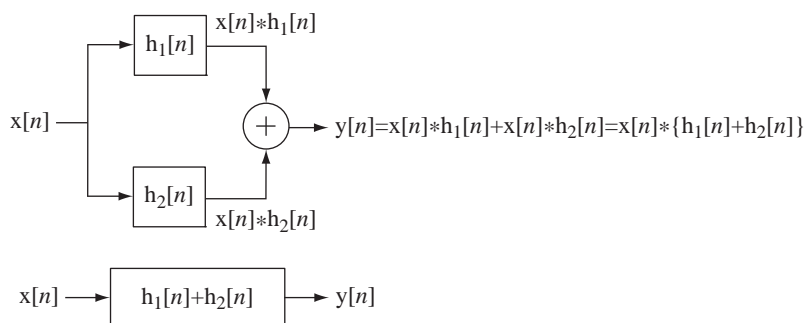 x[n]∗h₁[n]
h₁[n]
x[n]
+
y[n]=x[n]∗h₁[n]+x[n]∗h₂[n]=x[n]∗{h₁[n]+h₂[n]}
h₂[n]
x[n]∗h₂[n]
x[n]
h₁[n]+h₂[n]
y[n]